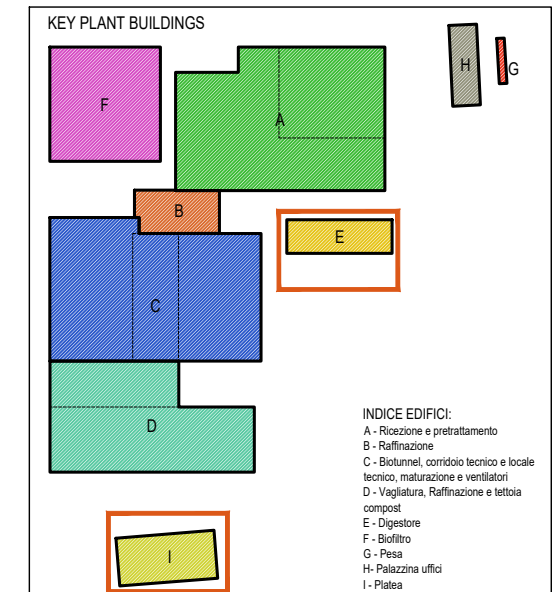 KEY PLANT BUILDINGS
H
G
F
A
B
E
C
D
I
INDICE EDIFICI:
A - Ricezione e pretrattamento
B - Raffinazione
C - Biotunnel, corridoio tecnico e locale
tecnico, maturazione e ventilatori
D - Vagliatura, Raffinazione e tettoia
compost
E - Digestore
F - Biofiltro
G - Pesa
H- Palazzina uffici
I - Platea